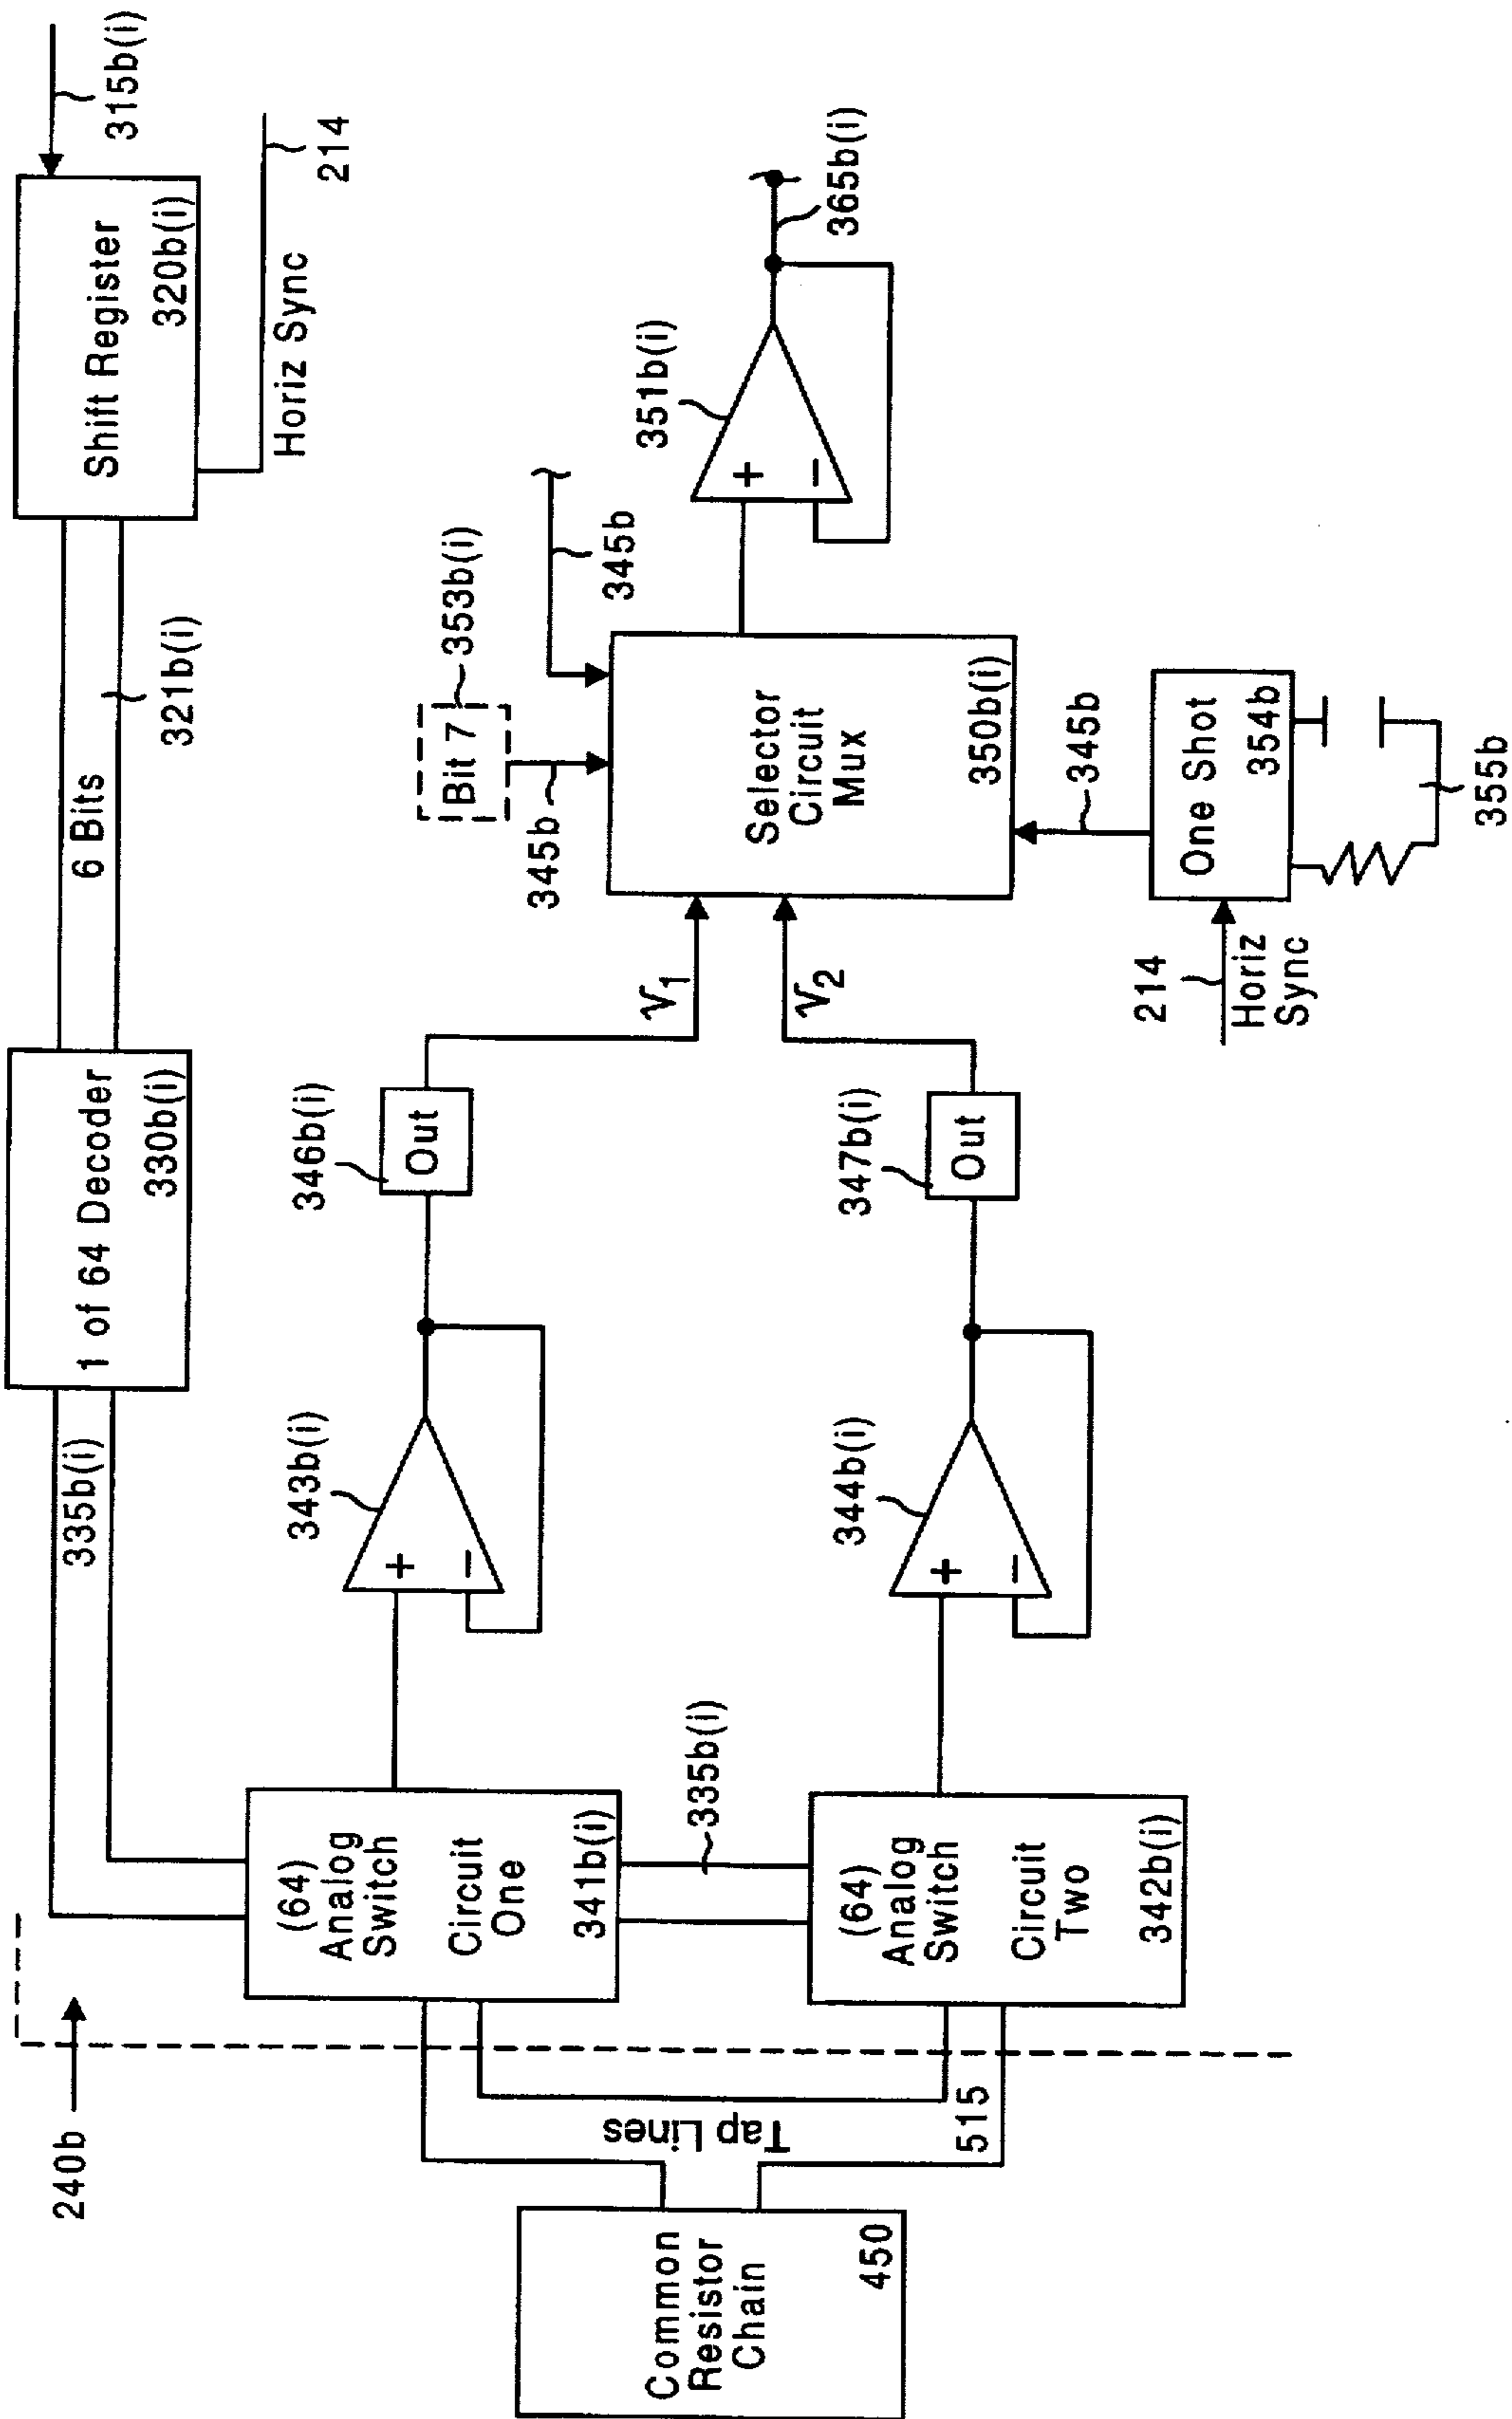 315b(i)
Shift Register
320b(i)
214
Horiz Sync
6 Bits
321b(i)
1 of 64 Decoder
330b(i)
335b(i)
240b
(64)
Analog
Switch
Circuit
One
341b(i)
343b(i)
+
−
346b(i)
Out
V1
335b(i)
(64)
Analog
Switch
Circuit
Two
342b(i)
344b(i)
+
−
347b(i)
Out
V2
Common
Resistor
Chain
450
Tap Lines
515
Bit 7
353b(i)
345b
345b
Selector
Circuit
Mux
350b(i)
351b(i)
+
−
365b(i)
345b
One Shot
354b
214
Horiz
Sync
355b